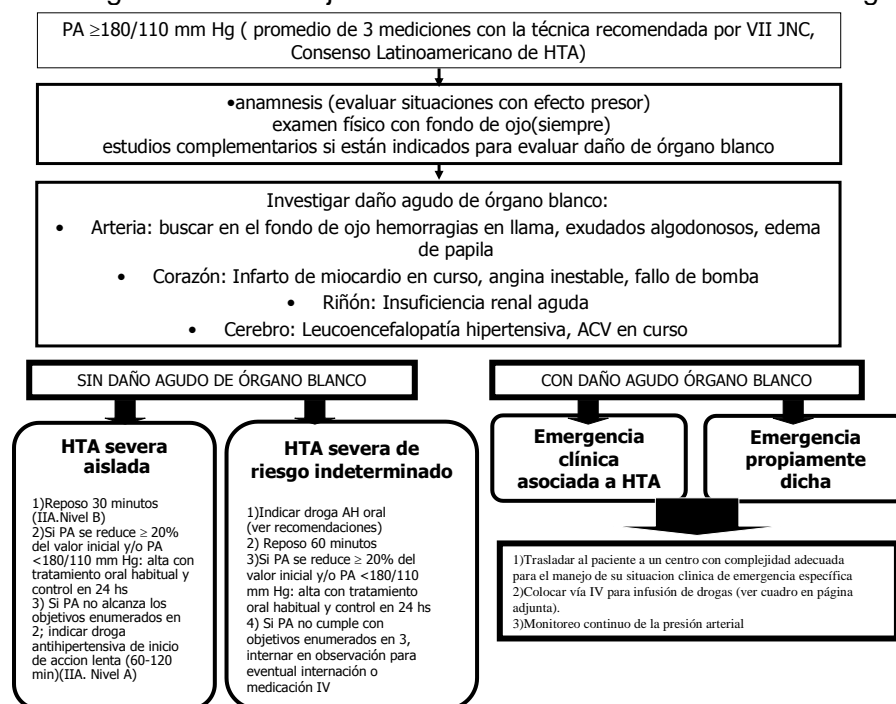 PA ≥180/110 mm Hg ( promedio de 3 mediciones con la técnica recomendada por VII JNC,
Consenso Latinoamericano de HTA)
•anamnesis (evaluar situaciones con efecto presor)
examen físico con fondo de ojo(siempre)
estudios complementarios si están indicados para evaluar daño de órgano blanco
Investigar daño agudo de órgano blanco:
• Arteria: buscar en el fondo de ojo hemorragias en llama, exudados algodonosos, edema
de papila
• Corazón: Infarto de miocardio en curso, angina inestable, fallo de bomba
• Riñón: Insuficiencia renal aguda
• Cerebro: Leucoencefalopatía hipertensiva, ACV en curso
SIN DAÑO AGUDO DE ÓRGANO BLANCO
HTA severa
aislada
1)Reposo 30 minutos
(IIA.Nivel B)
2)Si PA se reduce ≥ 20%
del valor inicial y/o PA
<180/110 mm Hg: alta con
tratamiento oral habitual y
control en 24 hs
3) Si PA no alcanza los
objetivos enumerados en
2; indicar droga
antihipertensiva de inicio
de accion lenta (60-120
min)(IIA. Nivel A)
HTA severa de
riesgo indeterminado
1)Indicar droga AH oral
(ver recomendaciones)
2) Reposo 60 minutos
3)Si PA se reduce ≥ 20% del
valor inicial y/o PA <180/110
mm Hg: alta con tratamiento
oral habitual y control en 24 hs
4) Si PA no cumple con
objetivos enumerados en 3,
internar en observación para
eventual internación o
medicación IV
CON DAÑO AGUDO ÓRGANO BLANCO
Emergencia
clínica
asociada a HTA
Emergencia
propiamente
dicha
1)Trasladar al paciente a un centro con complejidad adecuada
para el manejo de su situacion clinica de emergencia específica
2)Colocar vía IV para infusión de drogas (ver cuadro en página
adjunta).
3)Monitoreo continuo de la presión arterial